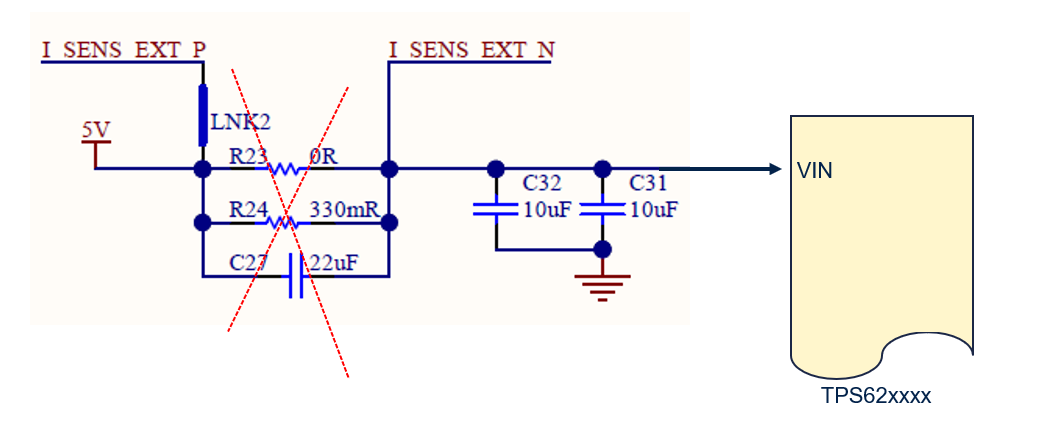 I_SENS_EXT_P
I_SENS_EXT_N
LNK2
5V
R23 0R
VIN
C32
C31
10uF
10uF
R24 330mR
C27 22uF
TPS62xxxx